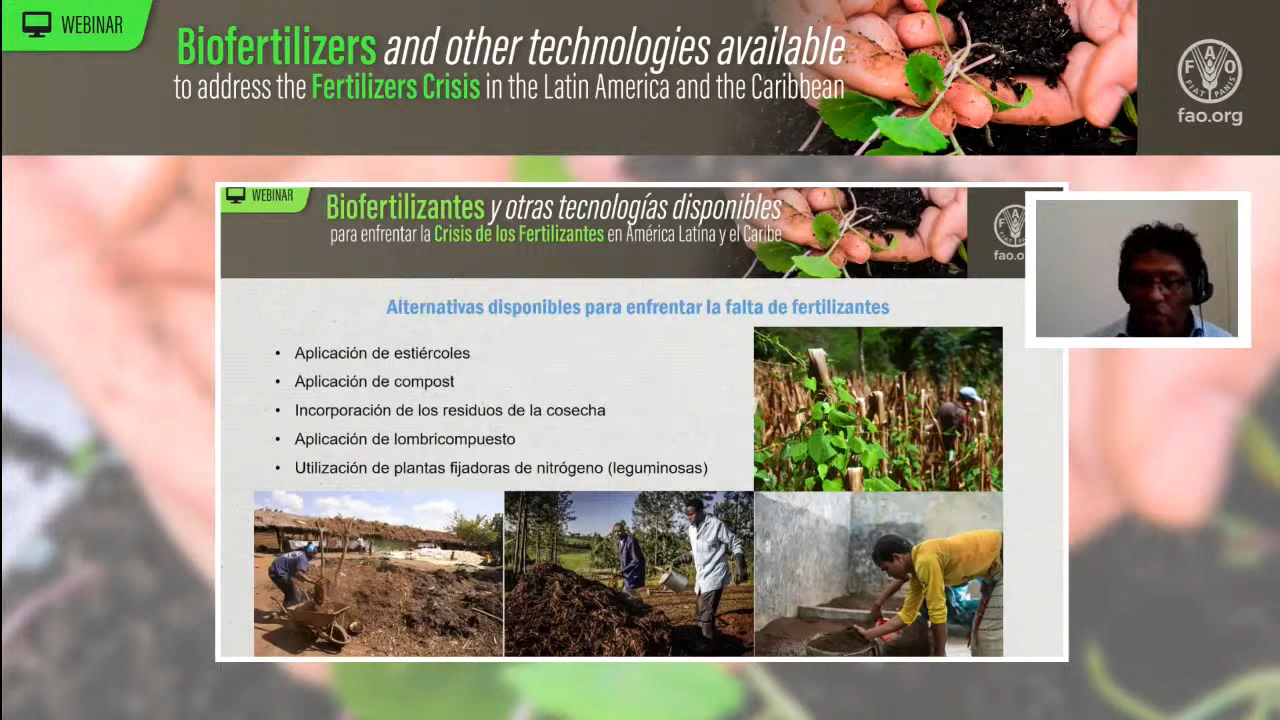 WEBINAR
Biofertilizers and other technologies available
to address the Fertilizers Crisis in the Latin America and the Caribbean
FAO
FIAT PANIS
fao.org
WEBINAR
Biofertilizantes y otras tecnologías disponibles
para enfrentar la Crisis de los Fertilizantes en América Latina y el Caribe
fao.o
Alternativas disponibles para enfrentar la falta de fertilizantes
• Aplicación de estiércoles
• Aplicación de compost
• Incorporación de los residuos de la cosecha
• Aplicación de lombricompuesto
• Utilización de plantas fijadoras de nitrógeno (leguminosas)